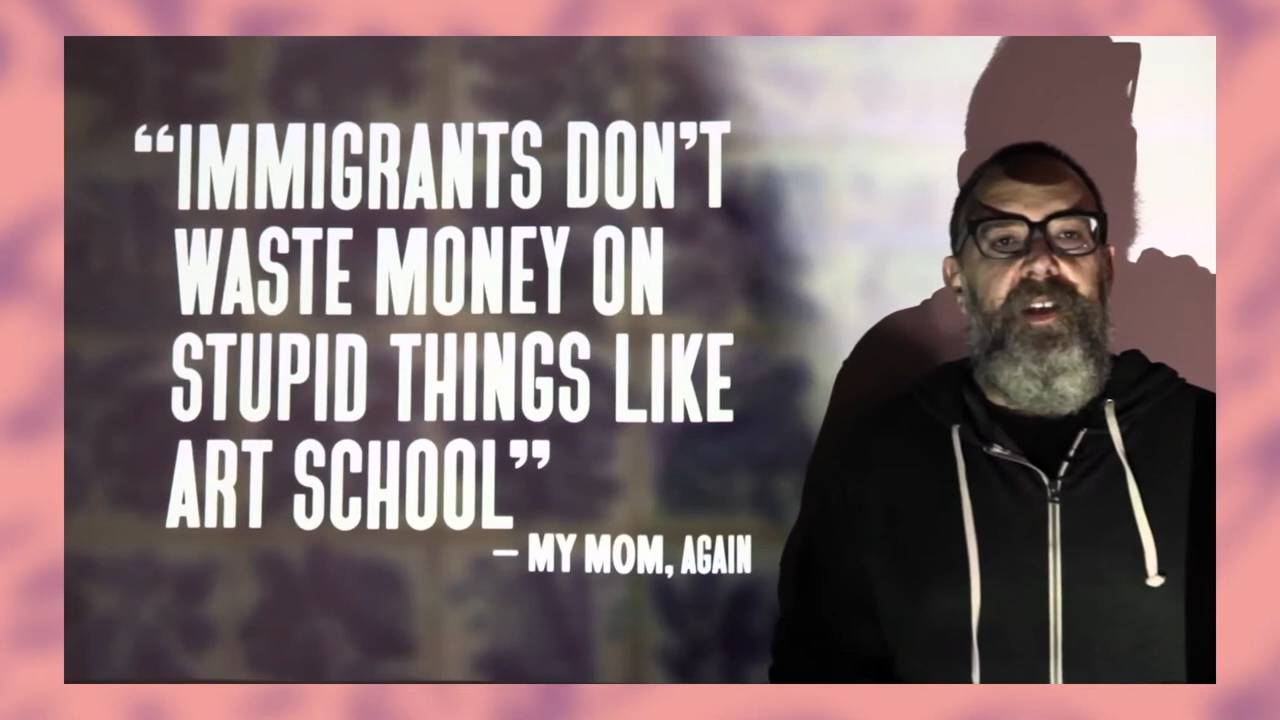 “IMMIGRANTS DON’T
WASTE MONEY ON
STUPID THINGS LIKE
ART SCHOOL”
– MY MOM, AGAIN